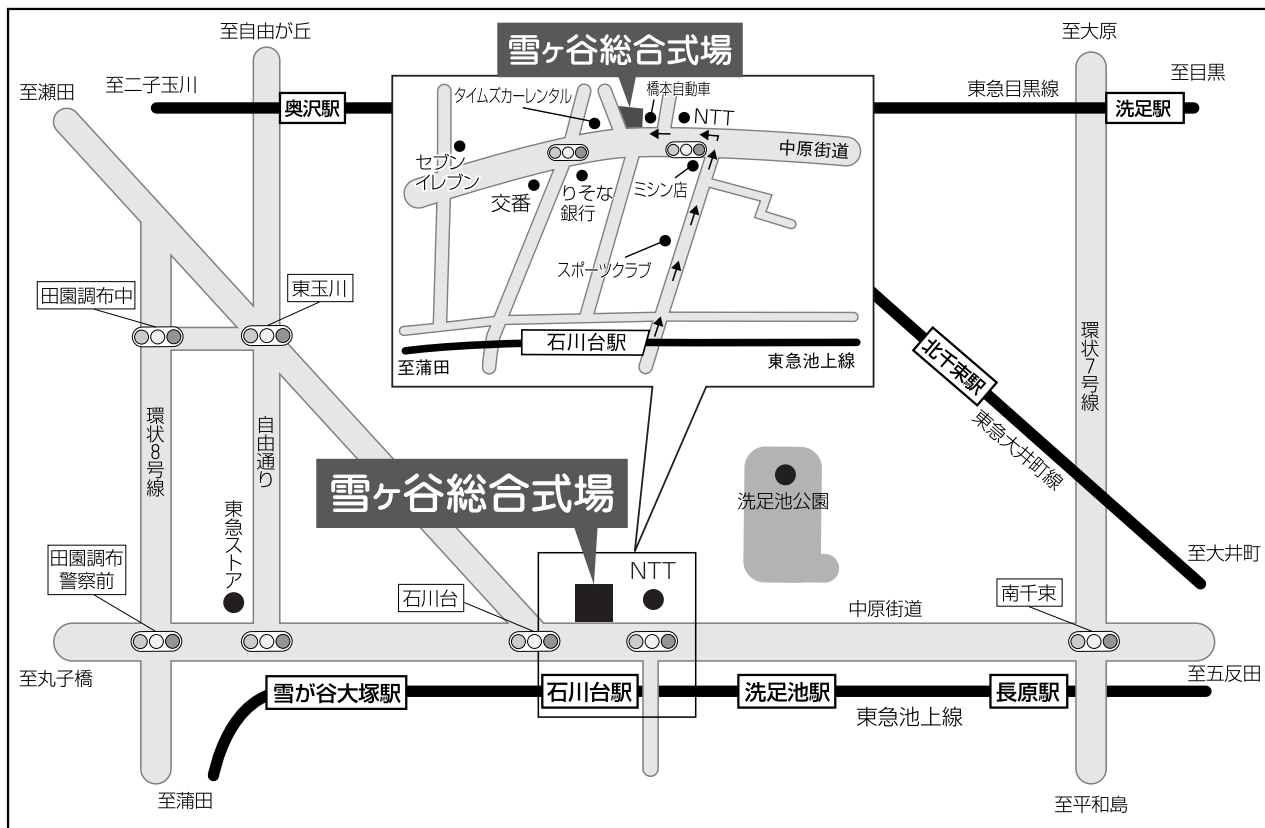 至自由が丘
至大原
雪ヶ谷総合式場
至瀬田
至二子玉川
奥沢駅
東急目黒線
洗足駅
至目黒
タイムズカーレンタル
橋本自動車
NTT
中原街道
セブン
イレブン
交番
りそな
銀行
ミシン店
スポーツクラブ
石川台駅
至蒲田
東急池上線
田園調布中
東玉川
環状8号線
自由通り
環状7号線
北千束駅
東急大井町線
至大井町
雪ヶ谷総合式場
洗足池公園
東急ストア
田園調布
警察前
石川台
NTT
中原街道
南千束
至丸子橋
至五反田
雪が谷大塚駅
石川台駅
洗足池駅
長原駅
東急池上線
至蒲田
至平和島